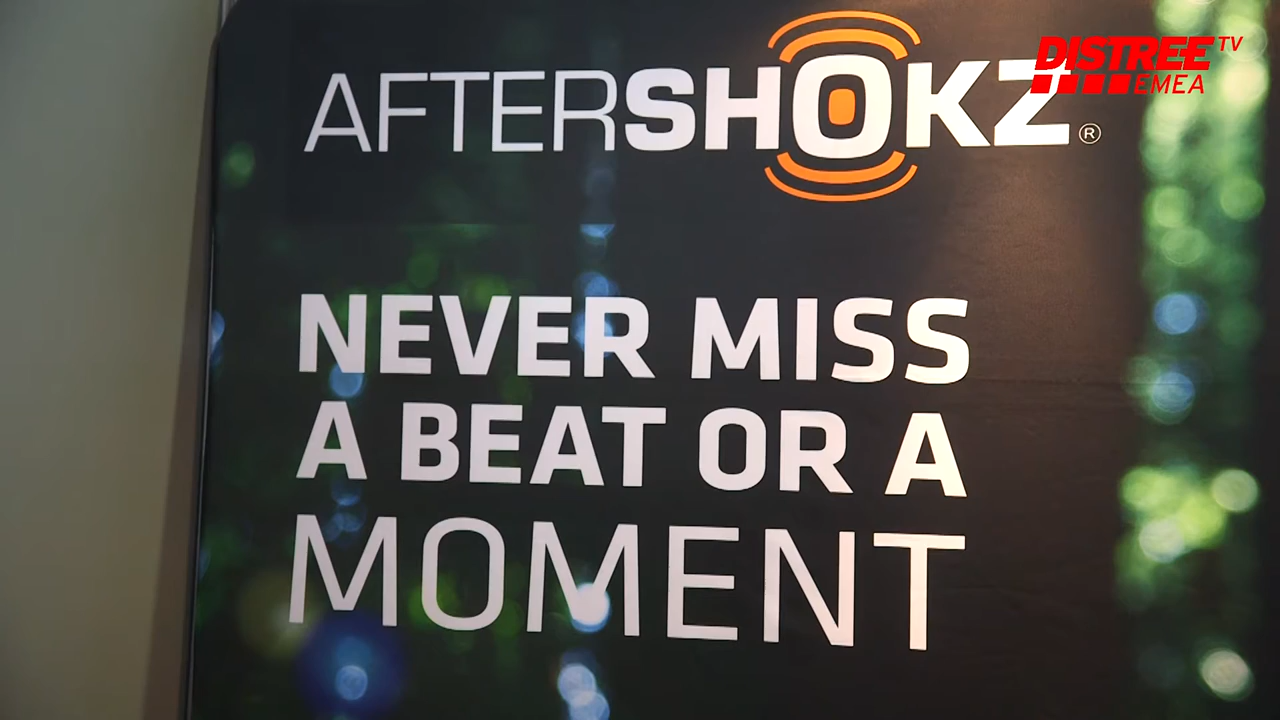 AFTERSHOKZ®
DISTREE TV
EMEA
NEVER MISS
A BEAT OR A
MOMENT